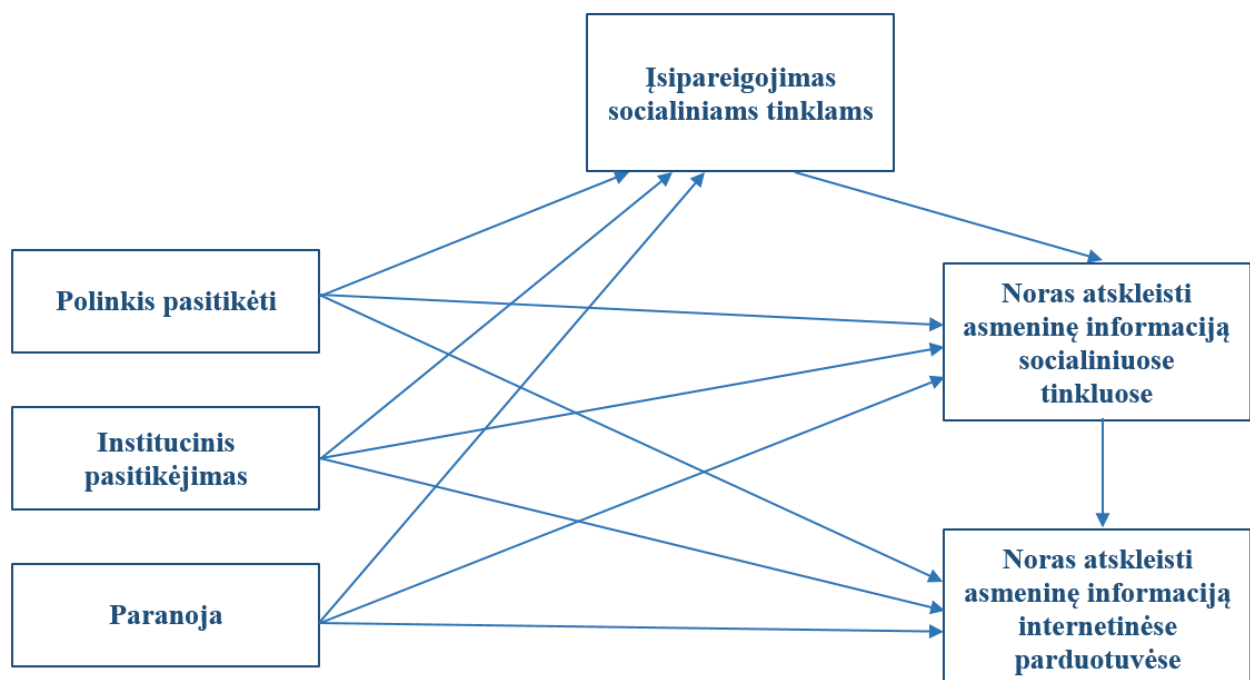 Įsipareigojimas
socialiniams tinklams
Polinkis pasitikėti
Noras atskleisti
asmeninę informaciją
socialiniuose
tinkluose
Institucinis
pasitikėjimas
Paranoja
Noras atskleisti
asmeninę informaciją
internetinėse
parduotuvėse